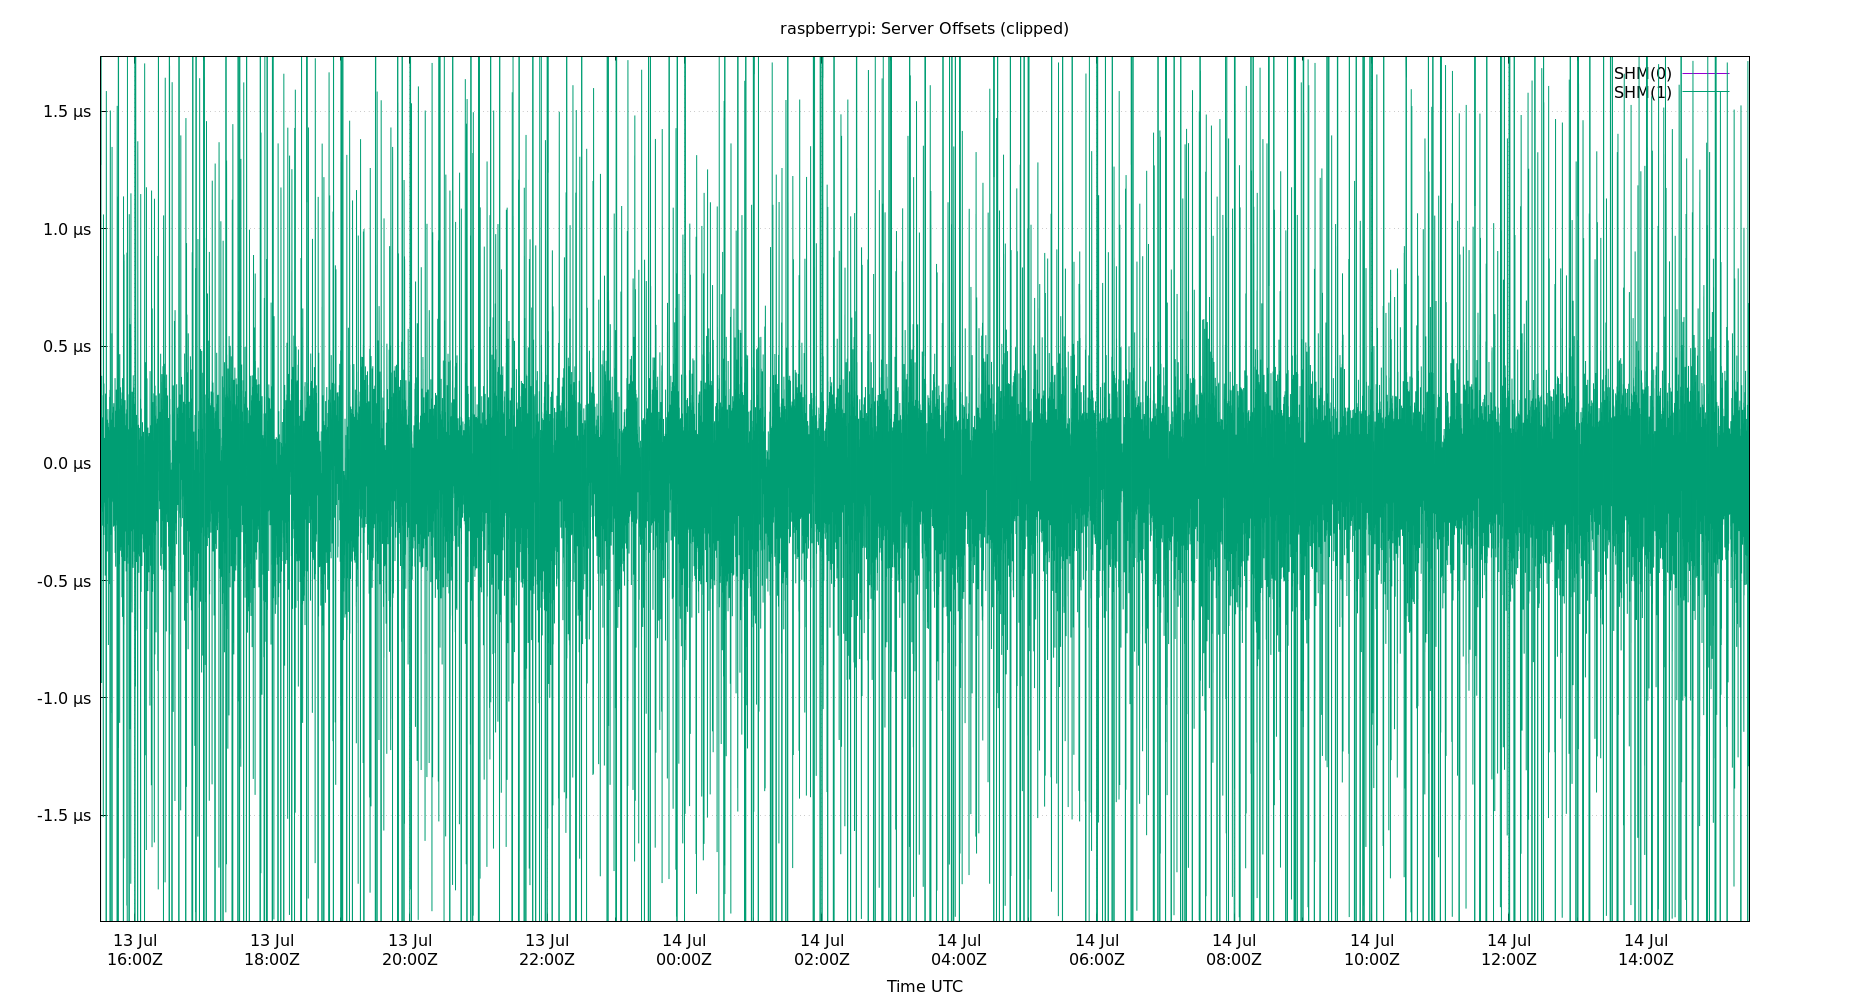 raspberrypi: Server Offsets (clipped)
SHM(0)
SHM(1)
1.5 µs
1.0 µs
0.5 µs
0.0 µs
-0.5 µs
-1.0 µs
-1.5 µs
13 Jul 13 Jul 13 Jul 13 Jul 14 Jul 14 Jul 14 Jul 14 Jul 14 Jul 14 Jul 14 Jul 14 Jul
16:00Z 18:00Z 20:00Z 22:00Z 00:00Z 02:00Z 04:00Z 06:00Z 08:00Z 10:00Z 12:00Z 14:00Z
Time UTC